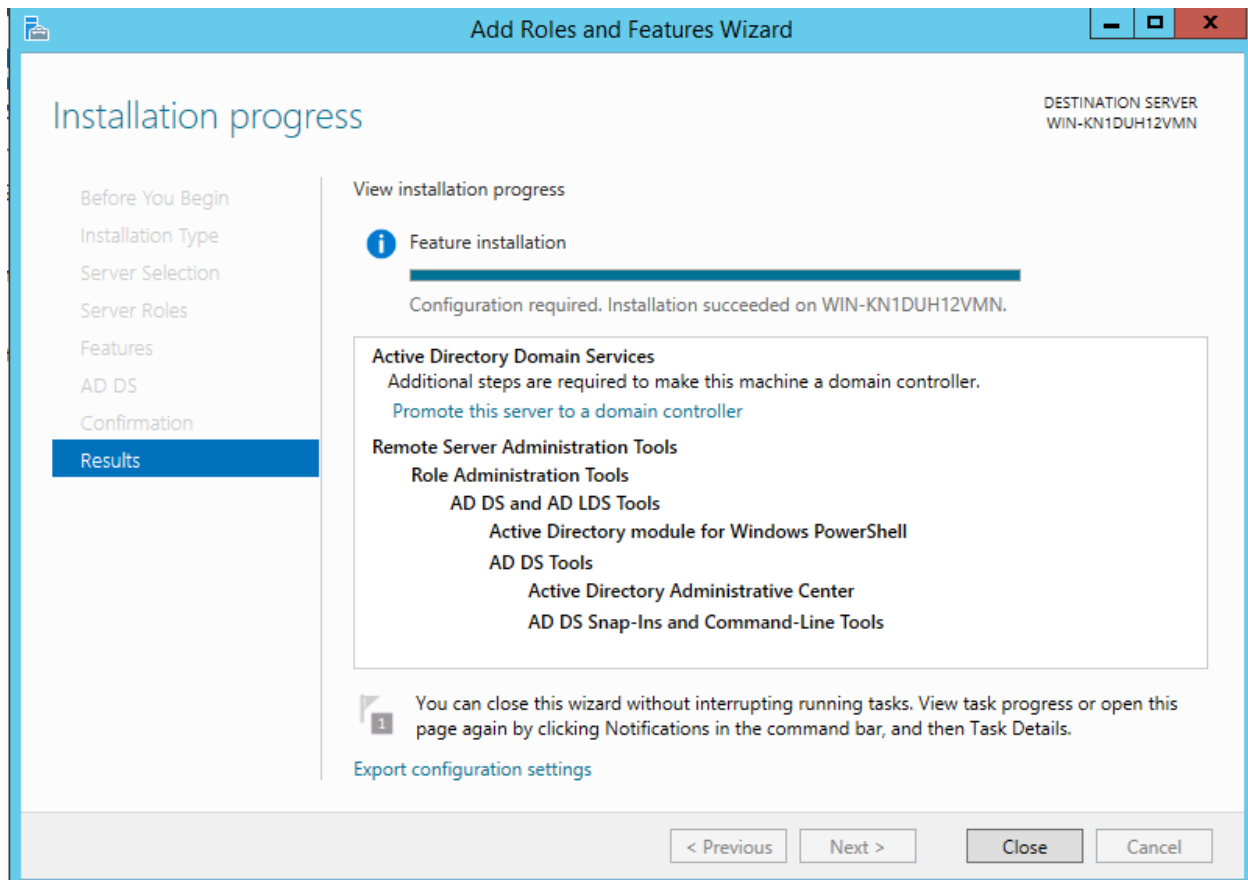 Add Roles and Features Wizard
Installation progress
DESTINATION SERVER
WIN-KN1DUH12VMN
Before You Begin
Installation Type
Server Selection
Server Roles
Features
AD DS
Confirmation
Results
View installation progress
Feature installation
Configuration required. Installation succeeded on WIN-KN1DUH12VMN.
Active Directory Domain Services
Additional steps are required to make this machine a domain controller.
Promote this server to a domain controller
Remote Server Administration Tools
Role Administration Tools
AD DS and AD LDS Tools
Active Directory module for Windows PowerShell
AD DS Tools
Active Directory Administrative Center
AD DS Snap-Ins and Command-Line Tools
1
You can close this wizard without interrupting running tasks. View task progress or open this
page again by clicking Notifications in the command bar, and then Task Details.
Export configuration settings
< Previous
Next >
Close
Cancel